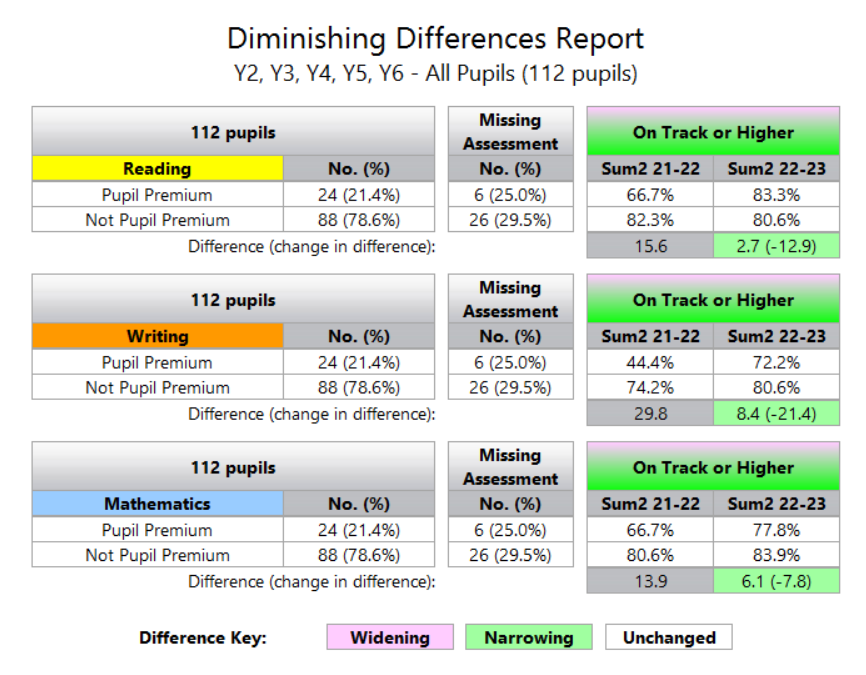 Diminishing Differences Report
Y2, Y3, Y4, Y5, Y6 - All Pupils (112 pupils)
112 pupils Missing Assessment On Track or Higher
Reading No. (%) No. (%) Sum2 21-22 Sum2 22-23
Pupil Premium 24 (21.4%) 6 (25.0%) 66.7% 83.3%
Not Pupil Premium 88 (78.6%) 26 (29.5%) 82.3% 80.6%
Difference (change in difference): 15.6 2.7 (-12.9)
112 pupils Missing Assessment On Track or Higher
Writing No. (%) No. (%) Sum2 21-22 Sum2 22-23
Pupil Premium 24 (21.4%) 6 (25.0%) 44.4% 72.2%
Not Pupil Premium 88 (78.6%) 26 (29.5%) 74.2% 80.6%
Difference (change in difference): 29.8 8.4 (-21.4)
112 pupils Missing Assessment On Track or Higher
Mathematics No. (%) No. (%) Sum2 21-22 Sum2 22-23
Pupil Premium 24 (21.4%) 6 (25.0%) 66.7% 77.8%
Not Pupil Premium 88 (78.6%) 26 (29.5%) 80.6% 83.9%
Difference (change in difference): 13.9 6.1 (-7.8)
Difference Key: Widening Narrowing Unchanged